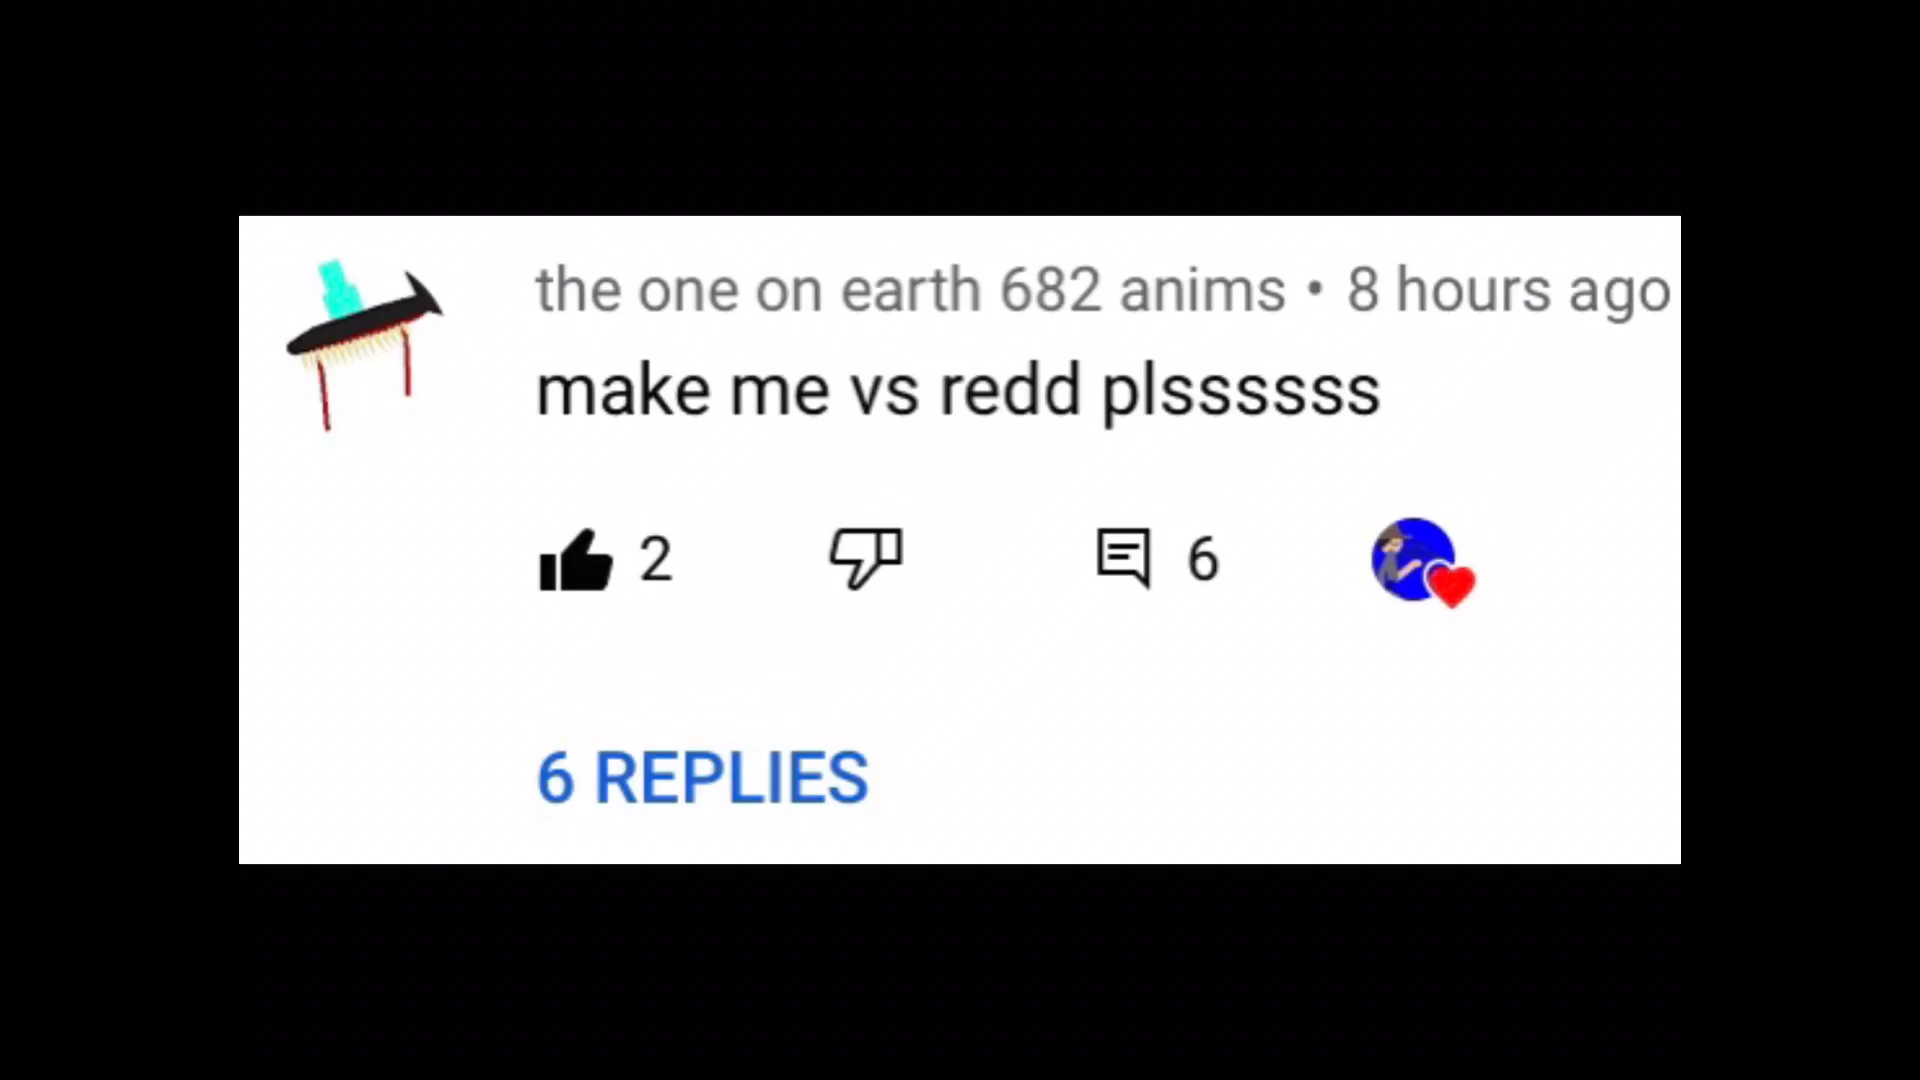 the one on earth 682 anims • 8 hours ago
make me vs redd plssssss
2 6
6 REPLIES